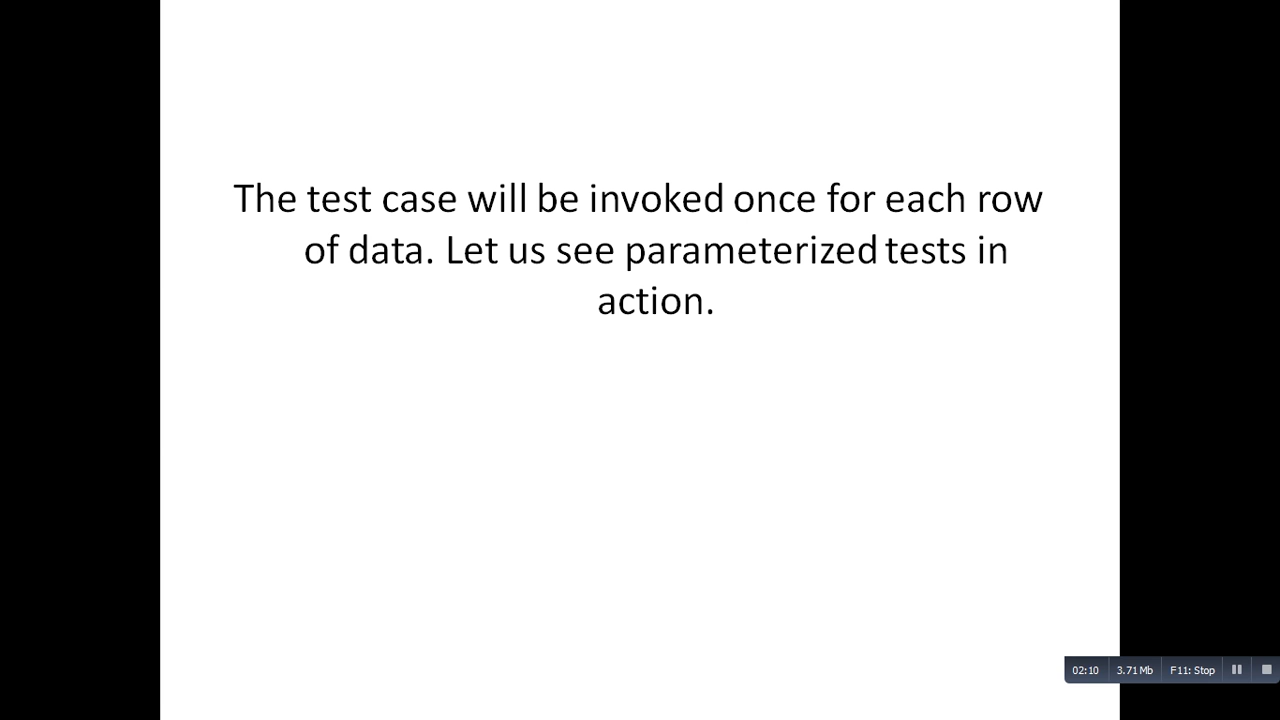 The test case will be invoked once for each row
of data. Let us see parameterized tests in
action.
02:10 3.71 Mb F11: Stop